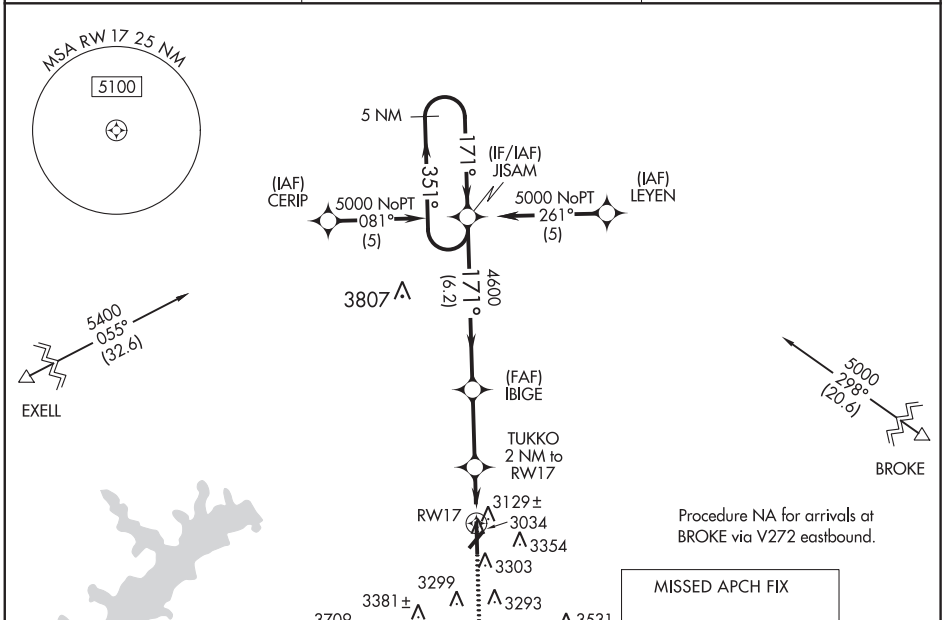 MSA RW 17 25 NM
5100
5 NM
171°
351°
(IF/IAF)
JISAM
(IAF)
CERIP
5000 NoPT
081°
(5)
5000 NoPT
261°
(5)
(IAF)
LEYEN
3807
4600
171°
(6.2)
5400
055°
(32.6)
EXELL
(FAF)
IBIGE
5000
298°
(20.6)
BROKE
TUKKO
2 NM to
RW17
RW17
3129±
3034
3354
3303
Procedure NA for arrivals at
BROKE via V272 eastbound.
3299
3293
3381±
3709
3531
MISSED APCH FIX